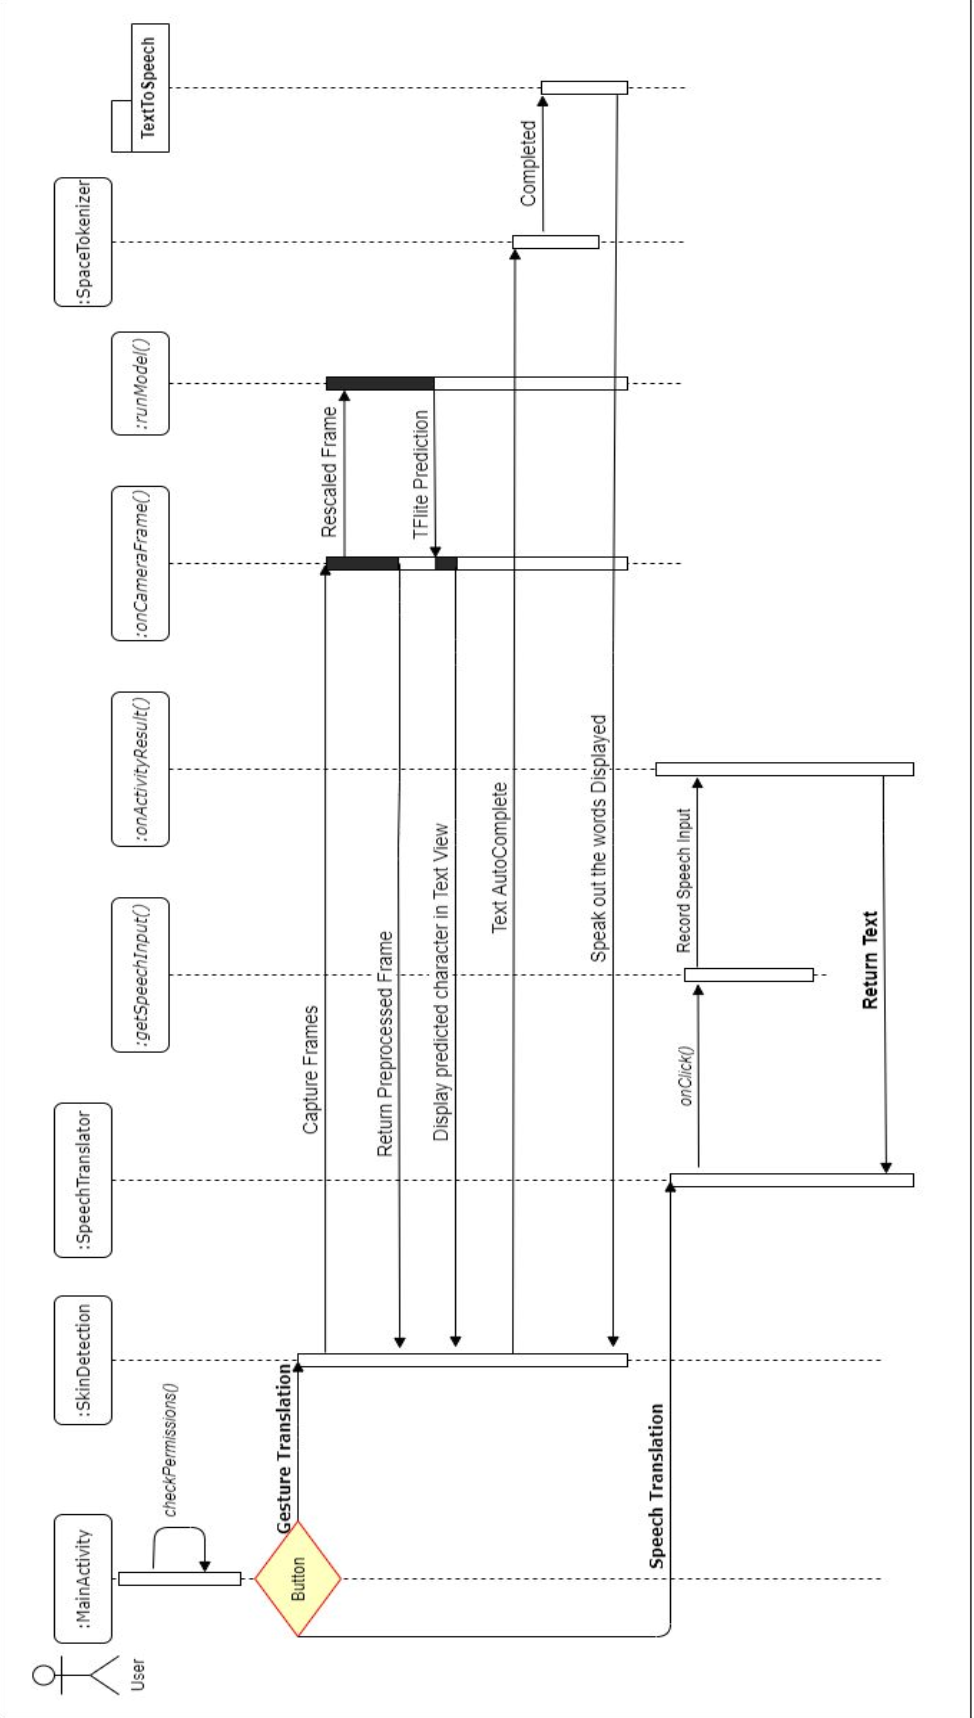 User
:MainActivity
:SkinDetection
:SpeechTranslator
:getSpeechInput()
:onActivityResult()
:onCameraFrame()
:runModel()
:SpaceTokenizer
TextToSpeech
checkPermissions()
Button
Gesture Translation
Capture Frames
Rescaled Frame
Return Preprocessed Frame
TFlite Prediction
Display predicted character in Text View
Text AutoComplete
Completed
Speak out the words Displayed
Speech Translation
onClick()
Record Speech Input
Return Text